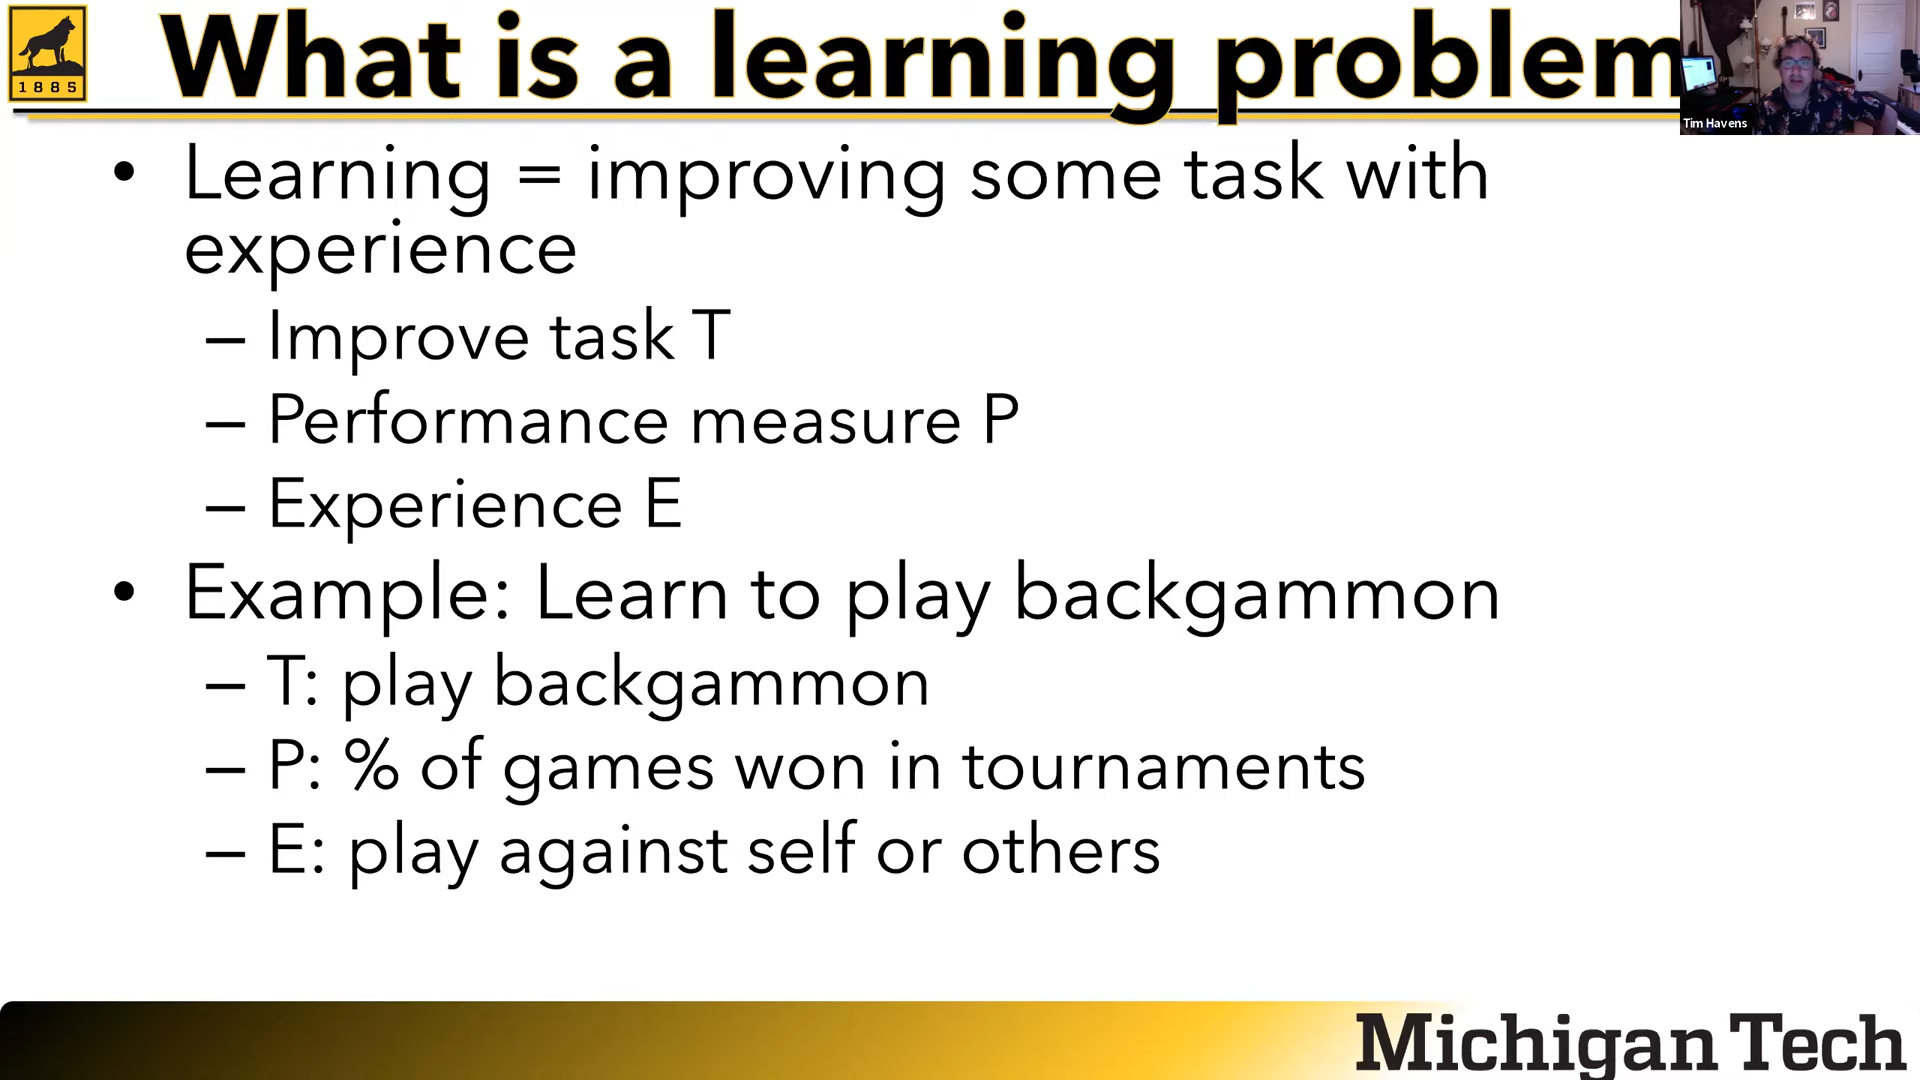 What is a learning problem
Tim Havens
1885
• Learning = improving some task with
experience
– Improve task T
– Performance measure P
– Experience E
• Example: Learn to play backgammon
– T: play backgammon
– P: % of games won in tournaments
– E: play against self or others
Michigan Tech